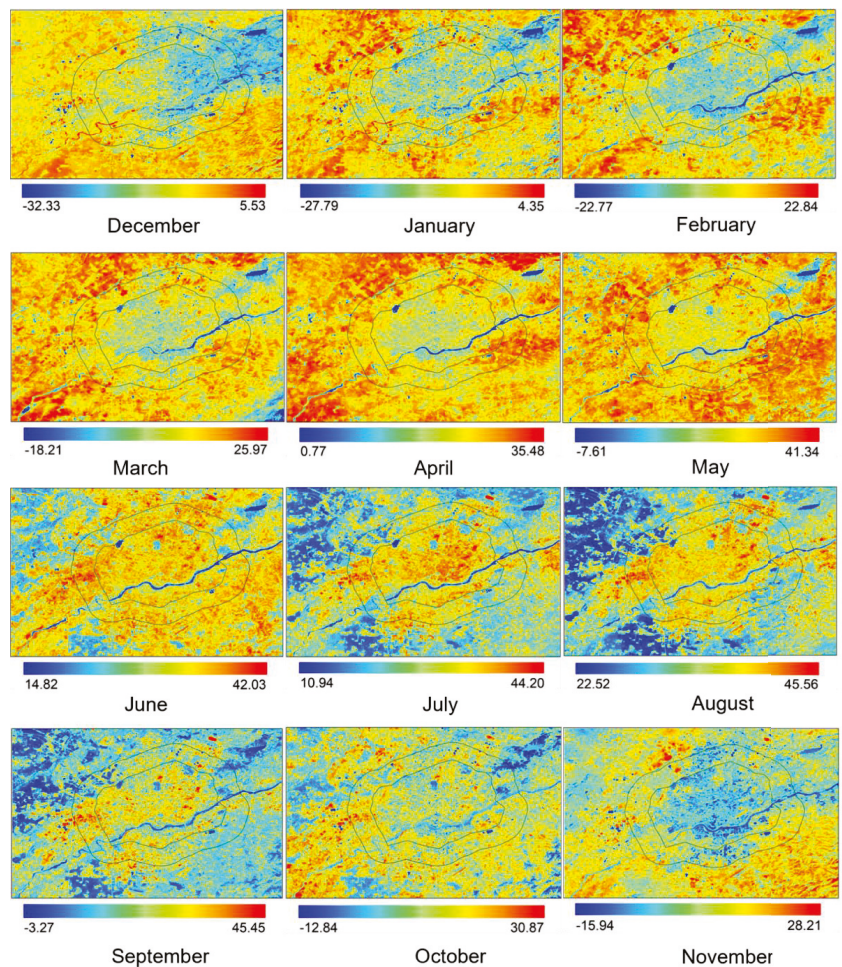 -32.33 5.53 -27.79 4.35 -22.77 22.84
December January February
-18.21 25.97 0.77 35.48 -7.61 41.34
March April May
14.82 42.03 10.94 44.20 22.52 45.56
June July August
-3.27 45.45 -12.84 30.87 -15.94 28.21
September October November